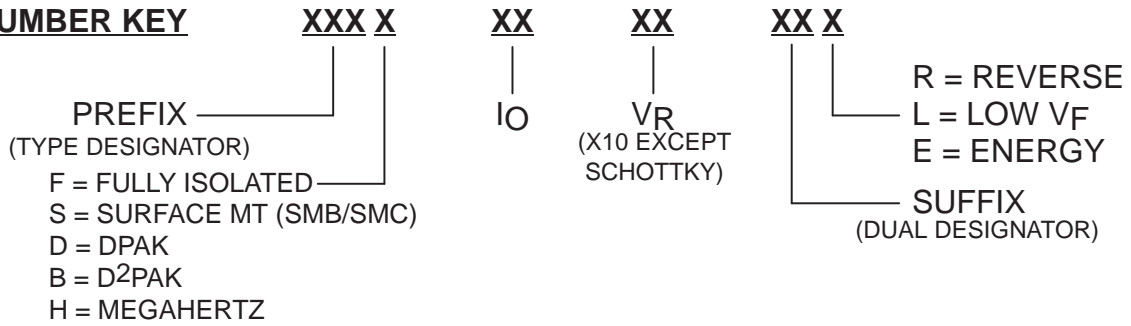 UMBER KEY XXX X XX XX XX X
PREFIX
(TYPE DESIGNATOR)
F = FULLY ISOLATED
S = SURFACE MT (SMB/SMC)
D = DPAK
B = D2PAK
H = MEGAHERTZ
IO
VR
(X10 EXCEPT
SCHOTTKY)
R = REVERSE
L = LOW VF
E = ENERGY
SUFFIX
(DUAL DESIGNATOR)